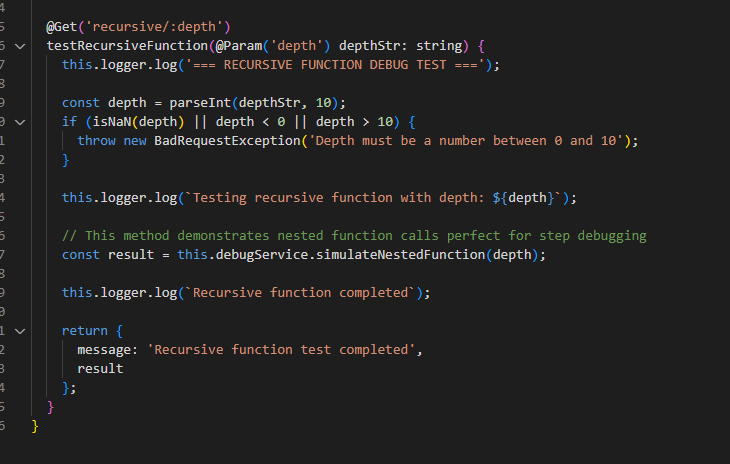 4
5 @Get('recursive/:depth')
6 testRecursiveFunction(@Param('depth') depthStr: string) {
7 this.logger.log('=== RECURSIVE FUNCTION DEBUG TEST ===');
8
9 const depth = parseInt(depthStr, 10);
0 if (isNaN(depth) || depth < 0 || depth > 10) {
1 throw new BadRequestException('Depth must be a number between 0 and 10');
2 }
3
4 this.logger.log(`Testing recursive function with depth: ${depth}`);
5
6 // This method demonstrates nested function calls perfect for step debugging
7 const result = this.debugService.simulateNestedFunction(depth);
8
9 this.logger.log(`Recursive function completed`);
0
1 return {
2 message: 'Recursive function test completed',
3 result
4 };
5 }
6 }